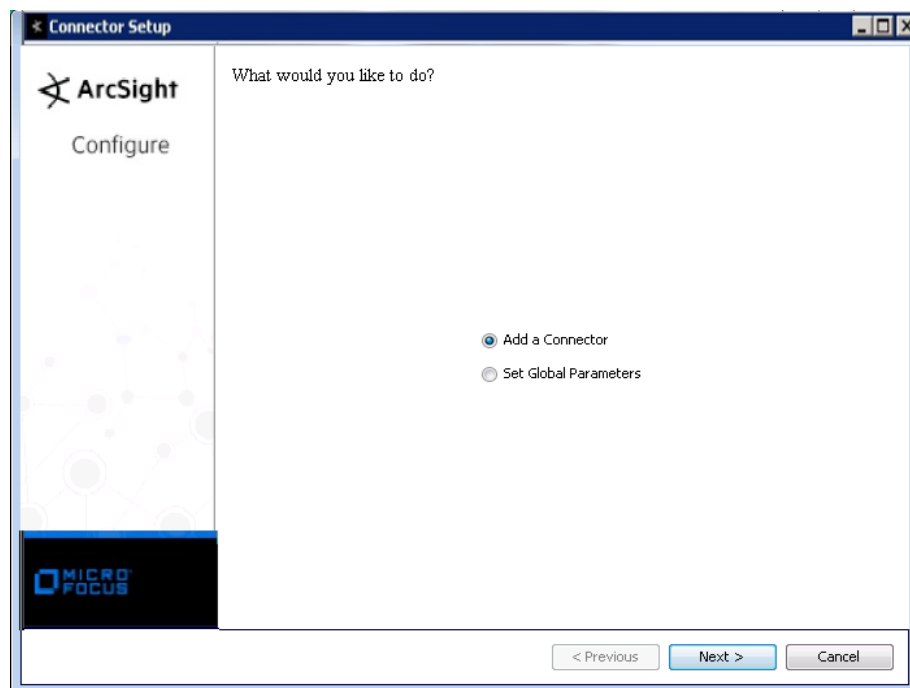 Connector Setup
ArcSight
Configure
What would you like to do?
Add a Connector
Set Global Parameters
MICRO
FOCUS
< Previous
Next >
Cancel